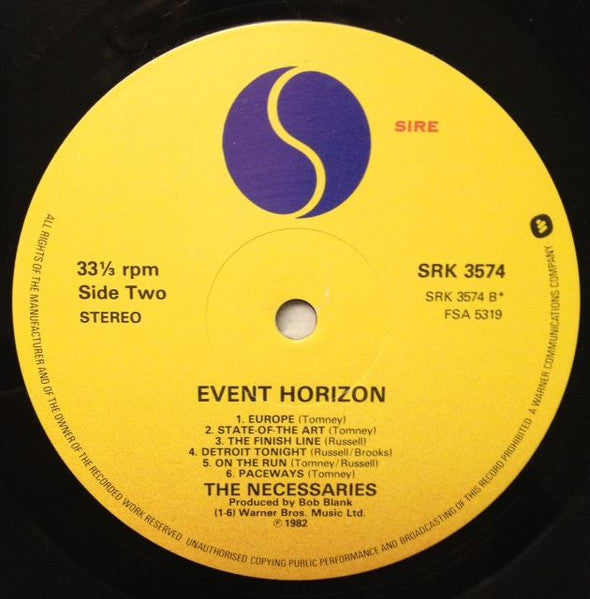 SIRE
33⅓ rpm
Side Two
STEREO
SRK 3574
SRK 3574 B*
FSA 5319
EVENT HORIZON
1. EUROPE (Tomney)
2. STATE-OF-THE ART (Tomney)
3. THE FINISH LINE (Russell)
4. DETROIT TONIGHT (Russell/Brooks)
5. ON THE RUN (Tomney/Russell)
6. PACEWAYS (Tomney)
THE NECESSARIES
Produced by Bob Blank
(1-6) Warner Bros. Music Ltd.
℗ 1982
ALL RIGHTS OF THE MANUFACTURER AND OF THE OWNER OF THE RECORDED WORK RESERVED. UNAUTHORISED COPYING PUBLIC PERFORMANCE AND BROADCASTING OF THIS RECORD PROHIBITED. A WARNER COMMUNICATIONS COMPANY